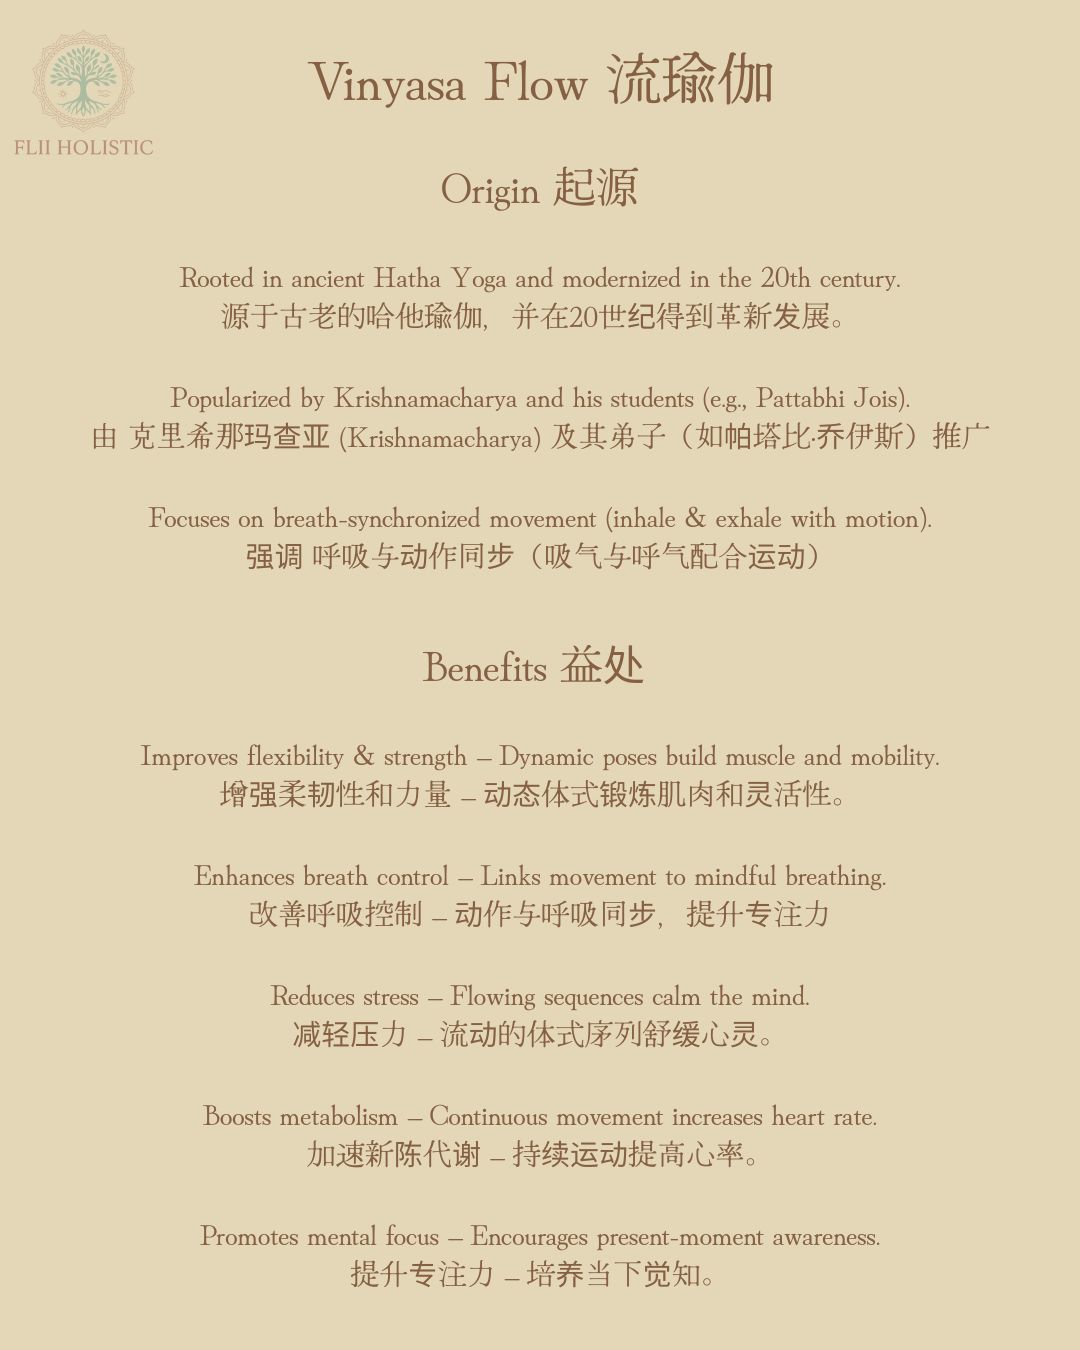 FLII HOLISTIC
Vinyasa Flow 流瑜伽
Origin 起源
Rooted in ancient Hatha Yoga and modernized in the 20th century.
源于古老的哈他瑜伽，并在20世纪得到革新发展。
Popularized by Krishnamacharya and his students (e.g., Pattabhi Jois).
由 克里希那玛查亚 (Krishnamacharya) 及其弟子（如帕塔比·乔伊斯）推广
Focuses on breath-synchronized movement (inhale & exhale with motion).
强调 呼吸与动作同步（吸气与呼气配合运动）
Benefits 益处
Improves flexibility & strength – Dynamic poses build muscle and mobility.
增强柔韧性和力量 – 动态体式锻炼肌肉和灵活性。
Enhances breath control – Links movement to mindful breathing.
改善呼吸控制 – 动作与呼吸同步，提升专注力
Reduces stress – Flowing sequences calm the mind.
减轻压力 – 流动的体式序列舒缓心灵。
Boosts metabolism – Continuous movement increases heart rate.
加速新陈代谢 – 持续运动提高心率。
Promotes mental focus – Encourages present-moment awareness.
提升专注力 – 培养当下觉知。